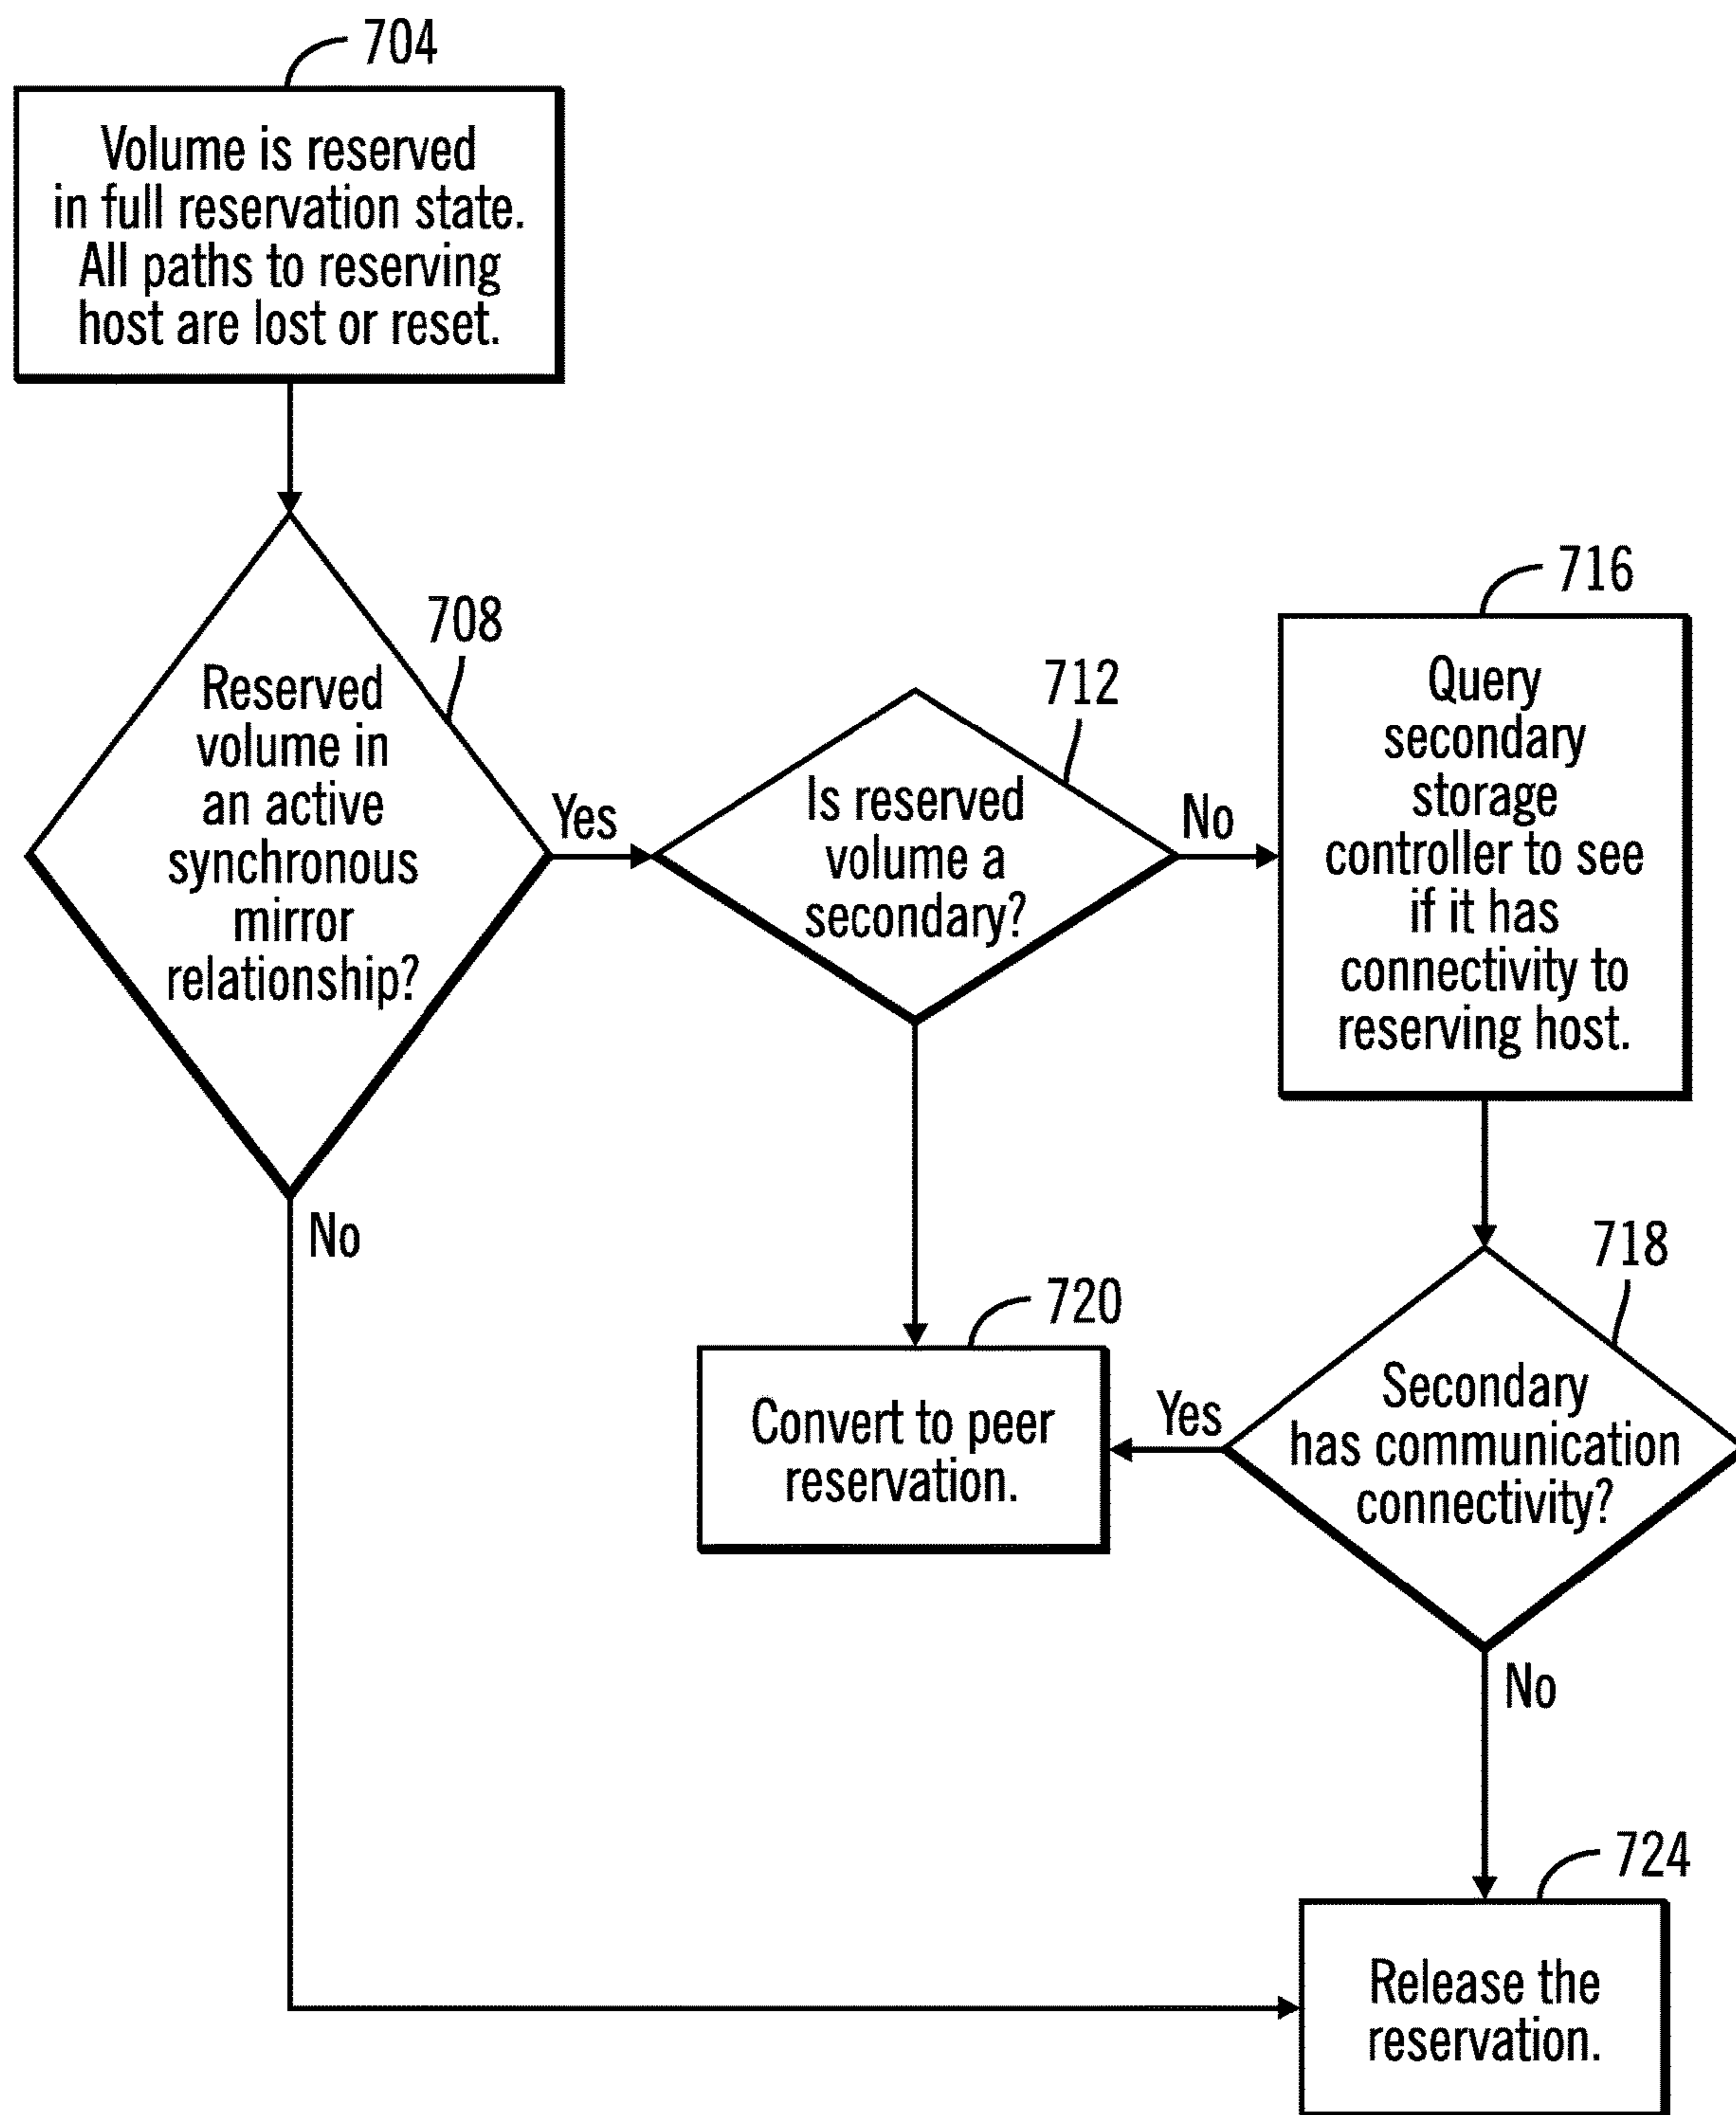 704
Volume is reserved
in full reservation state.
All paths to reserving
host are lost or reset.
708
Reserved
volume in
an active
synchronous
mirror
relationship?
Yes
No
712
Is reserved
volume a
secondary?
No
716
Query
secondary
storage
controller to see
if it has
connectivity to
reserving host.
718
Secondary
has communication
connectivity?
Yes
No
720
Convert to peer
reservation.
724
Release the
reservation.